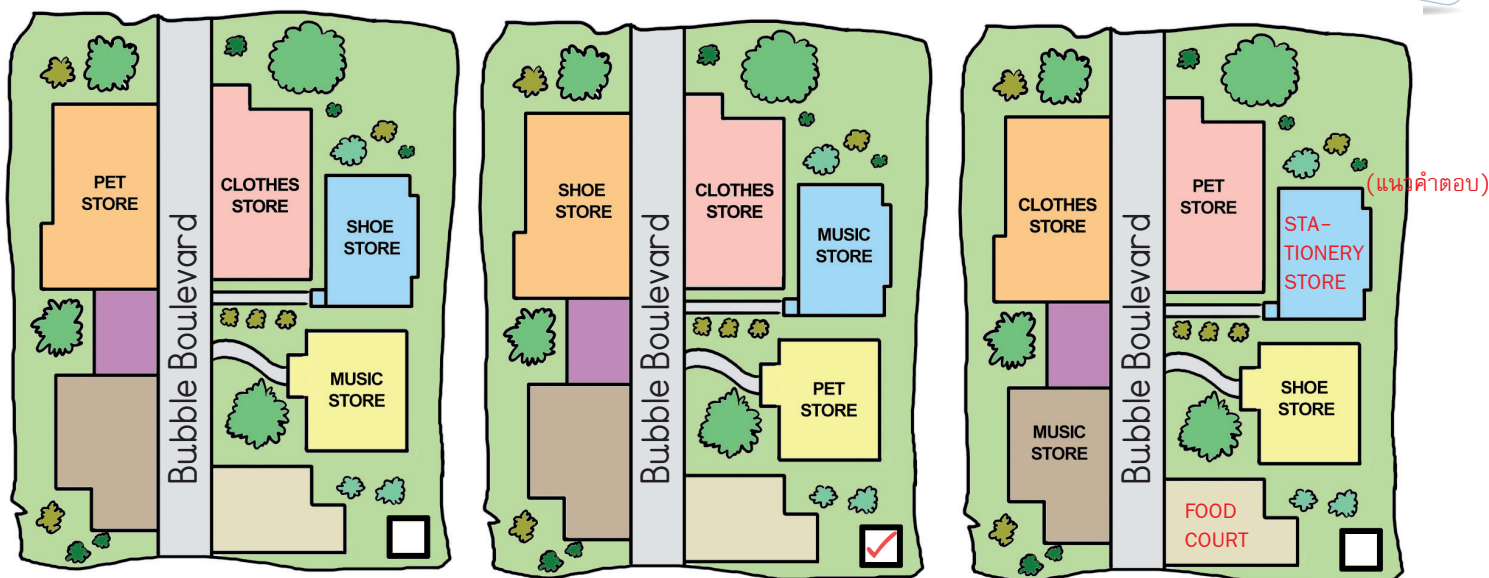 PET
STORE
CLOTHES
STORE
SHOE
STORE
Bubble Boulevard
MUSIC
STORE
SHOE
STORE
CLOTHES
STORE
MUSIC
STORE
Bubble Boulevard
PET
STORE
(แนวคำตอบ)
CLOTHES
STORE
PET
STORE
STA-
TIONERY
STORE
Bubble Boulevard
SHOE
STORE
MUSIC
STORE
FOOD
COURT